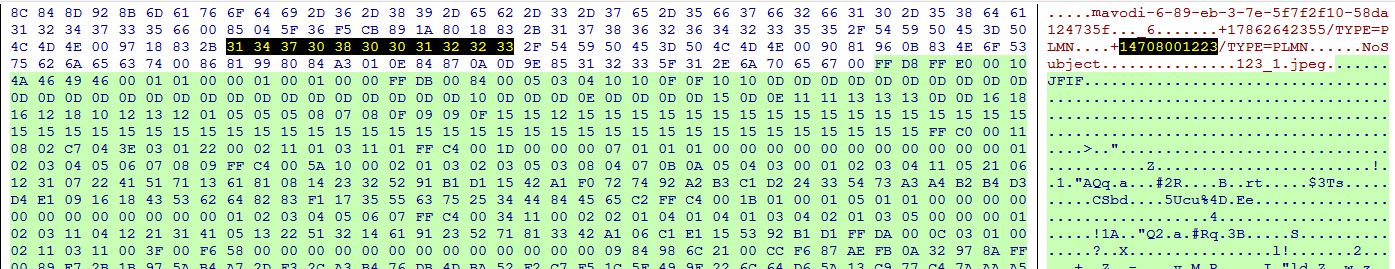 8C 84 8D 92 8B 6D 61 76 6F 64 69 2D 36 2D 38 39 2D 65 62 2D 33 2D 37 65 2D 35 66 37 66 32 66 31 30 2D 35 38 64 61 .....mavodi-6-89-eb-3-7e-5f7f2f10-58da
31 32 34 37 33 35 66 00 85 04 5F 36 F5 CB 89 1A 80 18 83 2B 31 37 38 36 32 36 34 32 33 35 35 2F 54 59 50 45 3D 50 124735f..._6.......+17862642355/TYPE=P
4C 4D 4E 00 97 18 83 2B 31 34 37 30 38 30 30 31 32 32 33 2F 54 59 50 45 3D 50 4C 4D 4E 00 90 81 96 0B 83 4E 6F 53 LMN....+14708001223/TYPE=PLMN......NoS
75 62 6A 65 63 74 00 86 81 99 80 84 A3 01 0E 84 87 0A 0D 9E 85 31 32 33 5F 31 2E 6A 70 65 67 00 FF D8 FF E0 00 10 ubject...............123_1.jpeg.......
4A 46 49 46 00 01 01 00 00 01 00 01 00 00 FF DB 00 84 00 05 03 04 10 10 0F 0F 10 10 0D 0D 0D 0D 0D 0D 0D 0D 0D 0D JFIF..................................
0D 0D 0D 0D 0D 0D 0D 0D 0D 0D 0D 0D 0D 10 0D 0D 0D 0E 0D 0D 0D 0D 15 0D 0E 11 11 13 13 13 0D 0D 16 18 ......................................
16 12 18 10 12 13 12 01 05 05 05 08 07 08 0F 09 09 0F 15 15 12 15 15 15 15 15 15 15 15 15 15 15 15 15 15 15 15 15 ......................................
15 15 15 15 15 15 15 15 15 15 15 15 15 15 15 15 15 15 15 15 15 15 15 15 15 15 15 15 15 15 15 15 15 FF C0 00 11 ......................................
08 02 C7 04 3E 03 01 22 00 02 11 01 03 11 01 FF C4 00 1D 00 00 00 07 01 01 00 00 00 00 00 00 00 00 00 00 00 00 01 ....>.."..............................
02 03 04 05 06 07 08 09 FF C4 00 5A 10 00 02 01 03 02 03 02 05 03 08 04 07 0B 0A 05 04 03 00 01 02 03 04 11 05 21 06 ...........Z........................!.
12 31 07 22 41 51 71 13 61 81 08 14 23 32 52 91 B1 D1 15 42 A1 F0 72 74 92 A2 B3 C1 D2 24 33 54 73 A3 A4 B2 B4 D3 .1."AQq.a...#2R....B..rt.....$3Ts.....
D4 E1 09 16 18 43 53 62 64 82 83 F1 17 35 55 63 75 25 34 44 84 45 65 C2 FF C4 00 1B 01 00 01 05 01 01 00 00 00 00 .....CSbd....5Ucu%4D.Ee...............
00 00 00 00 00 00 00 01 02 03 04 05 06 07 FF C4 00 34 11 00 02 02 01 04 01 04 01 03 04 02 01 03 05 00 00 00 00 01 .....................4................
02 03 11 04 12 21 31 41 05 13 22 51 32 14 61 91 23 52 71 81 33 42 A1 06 C1 E1 15 53 92 B1 D1 FF DA 00 0C 03 01 00 .....!1A.."Q2.a.#Rq.3B.....S..........
02 11 03 11 00 3F 00 F6 58 00 00 00 00 00 00 00 00 00 09 84 98 6C 21 00 CC F6 87 AE FB 0A 32 97 8A FF .....?..X............l!........2...